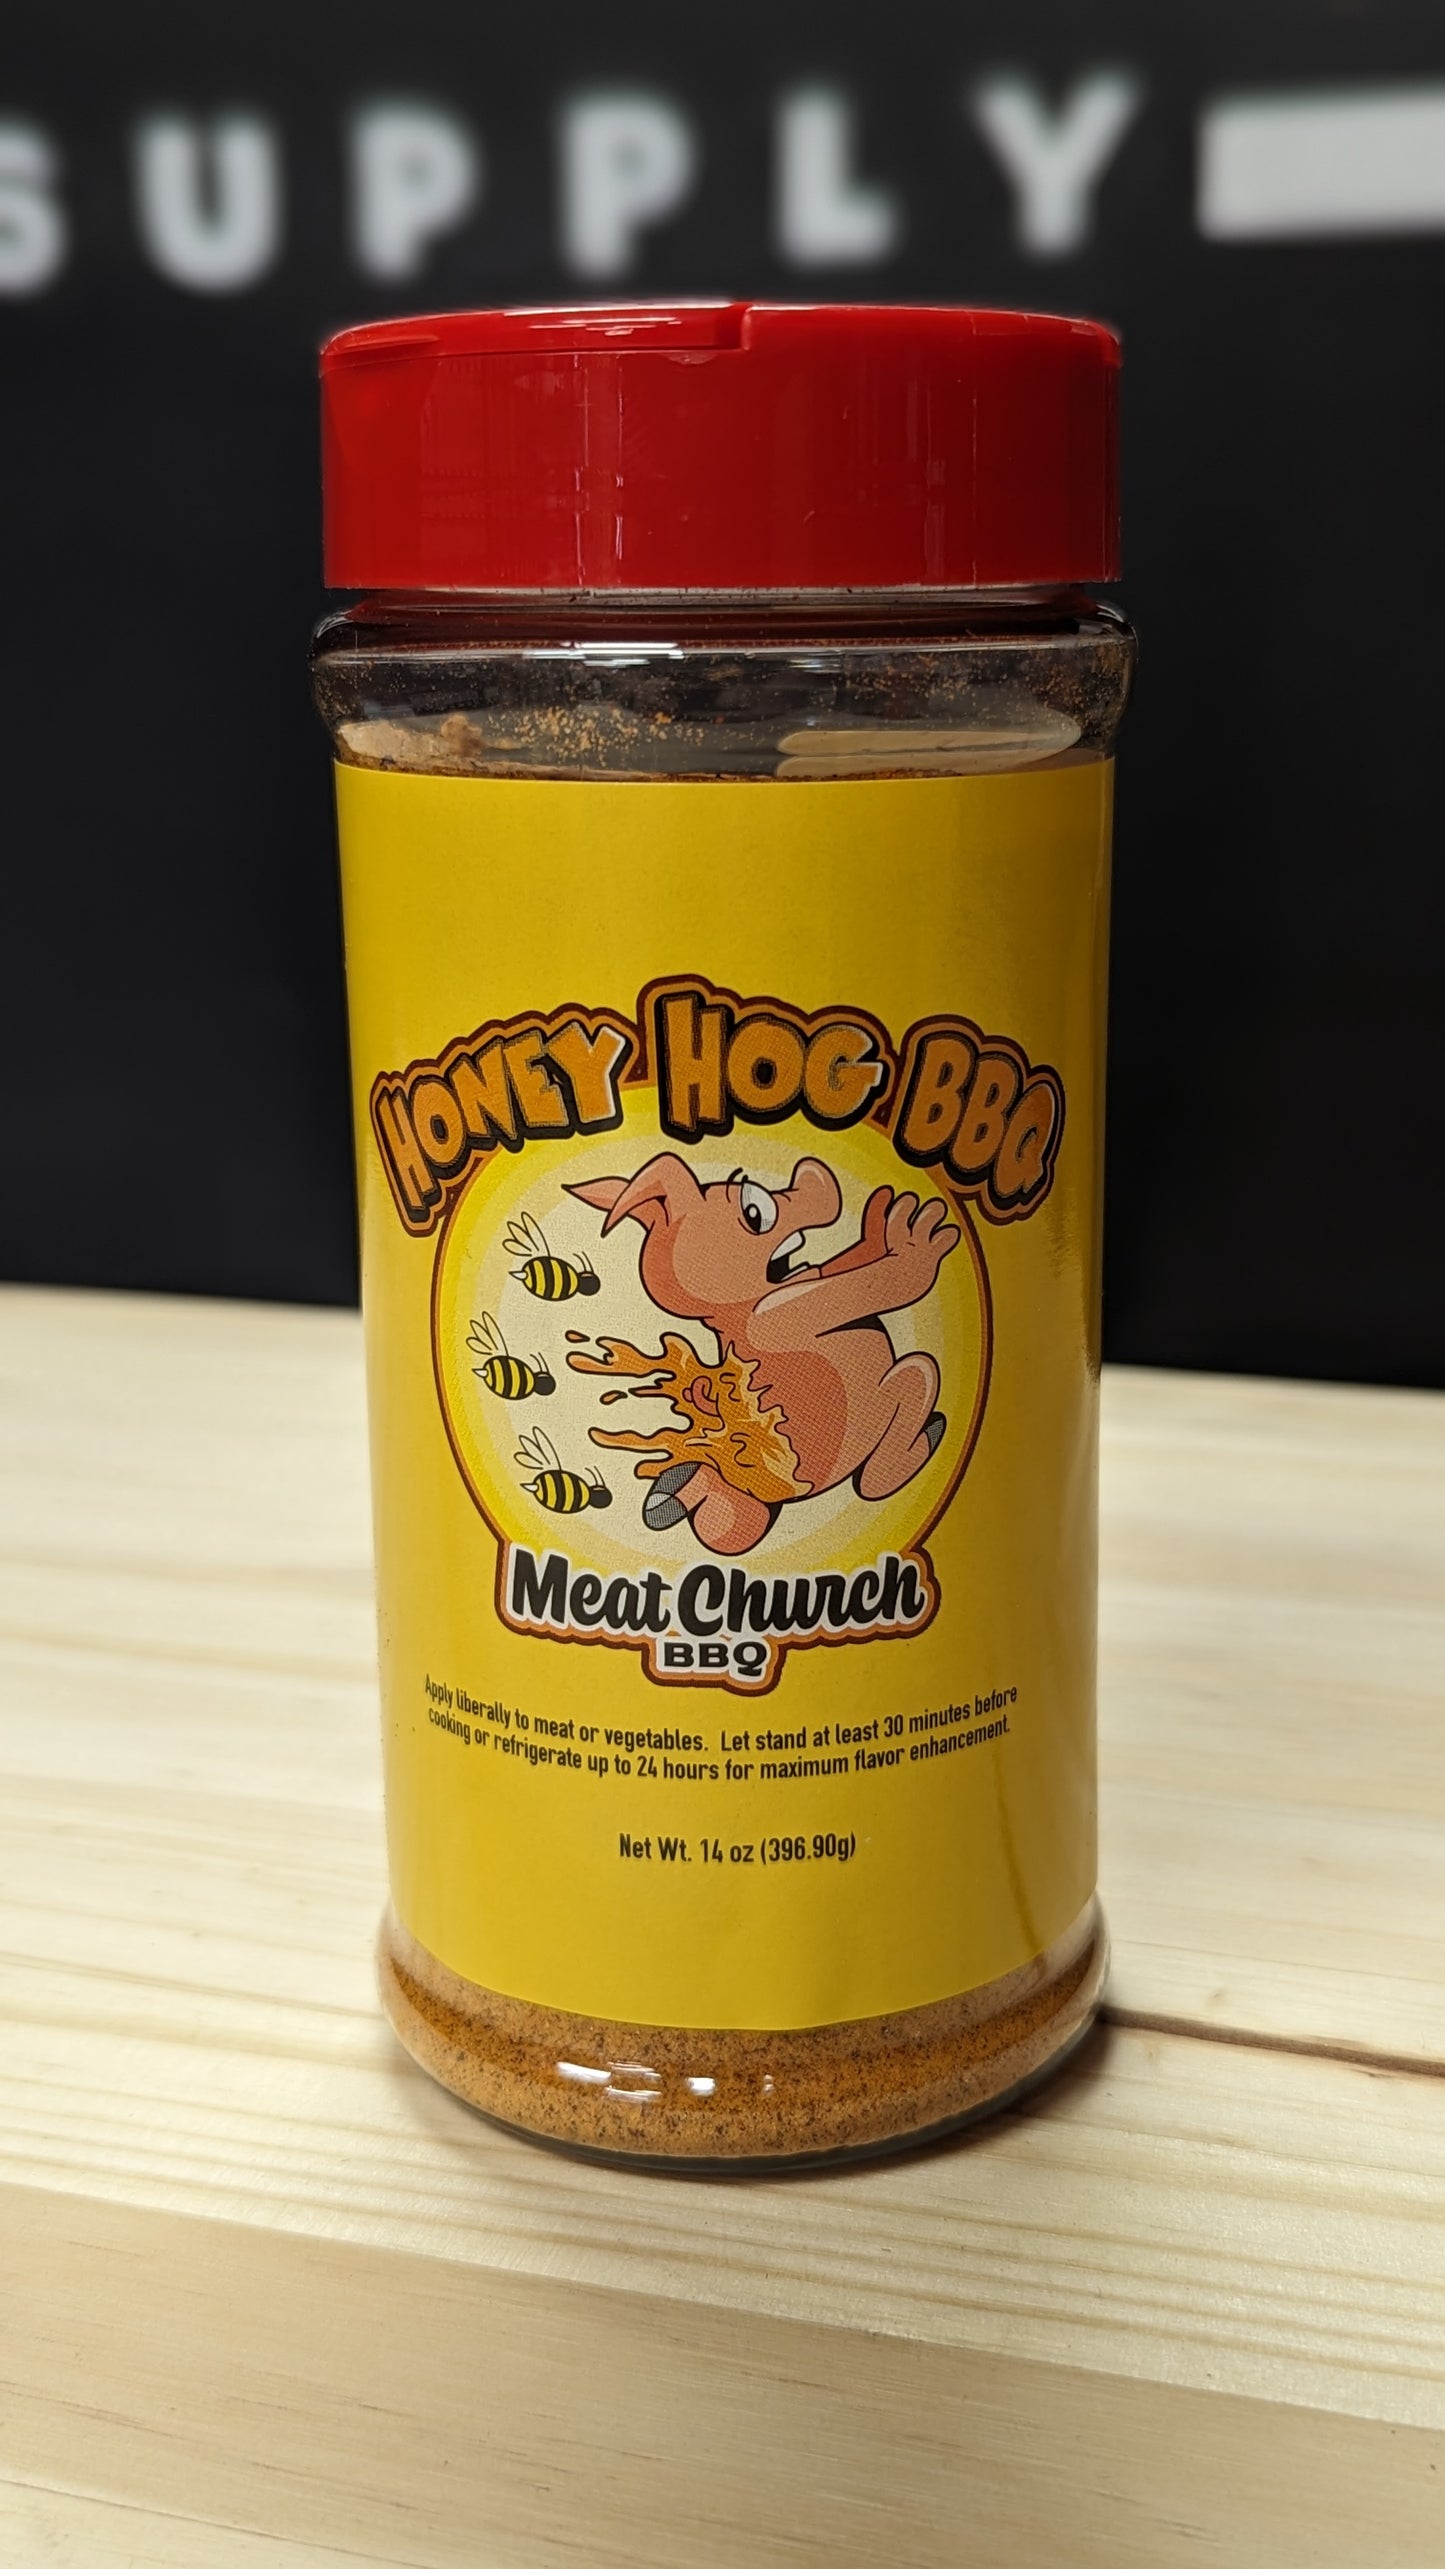 SUPPLY
HONEY HOG BBQ
Meat Church
BBQ
Apply liberally to meat or vegetables. Let stand at least 30 minutes before
cooking or refrigerate up to 24 hours for maximum flavor enhancement.
Net Wt. 14 oz (396.90g)